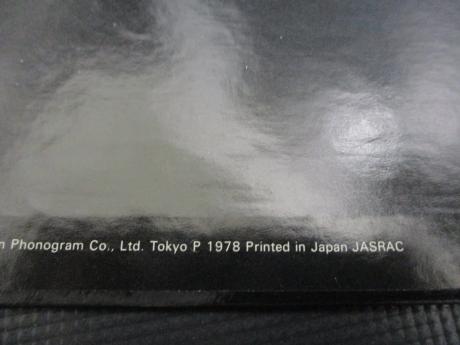 n Phonogram Co., Ltd. Tokyo P 1978 Printed in Japan JASRAC